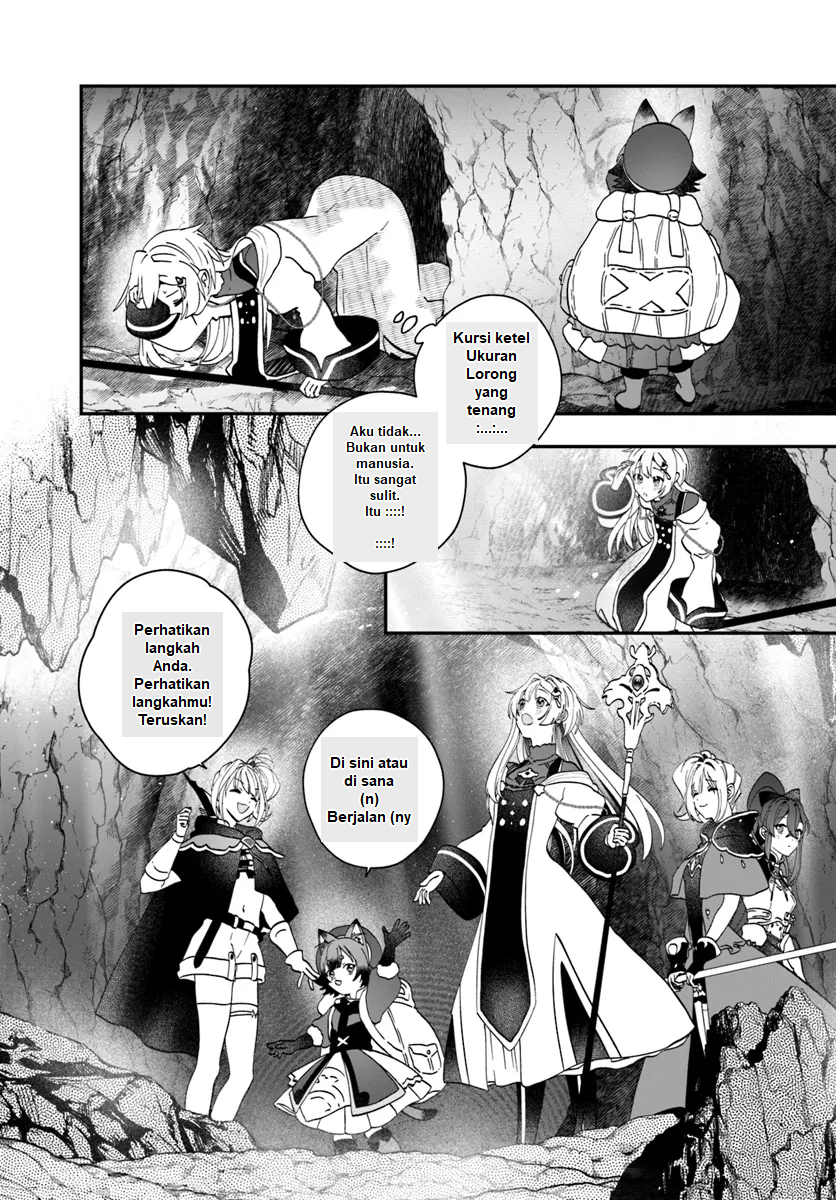 Kursi ketel
Ukuran
Lorong
yang
tenang
:...:...
Aku tidak...
Bukan untuk
manusia.
Itu sangat
sulit.
Itu ::::!
::::!
Perhatikan
langkah
Anda.
Perhatikan
langkahmu!
Teruskan!
Di sini atau
di sana
(n)
Berjalan (ny